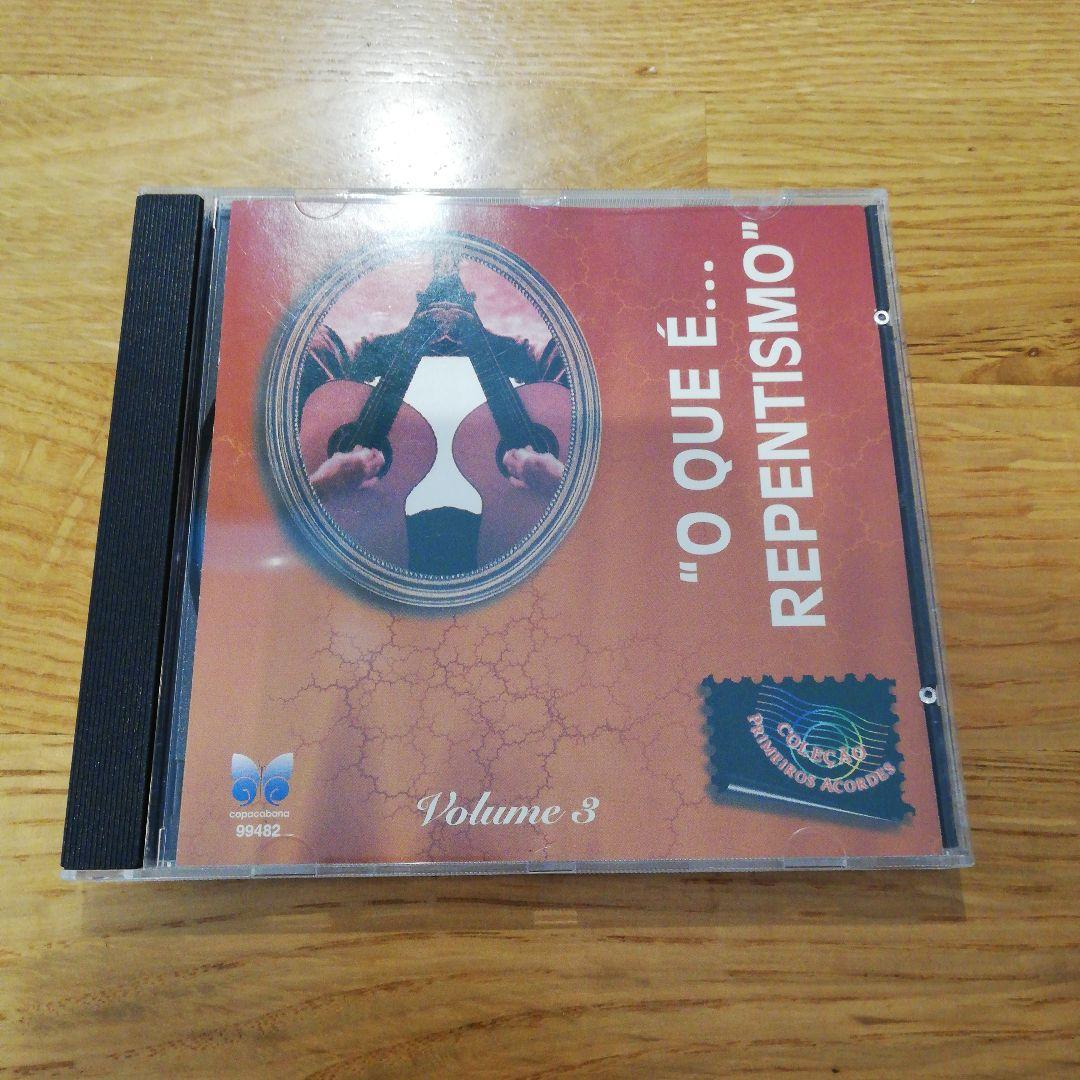 "O QUE É...
REPENTISMO"
COLEÇÃO
PRIMEIROS ACORDES
Volume 3
copacabana
99482